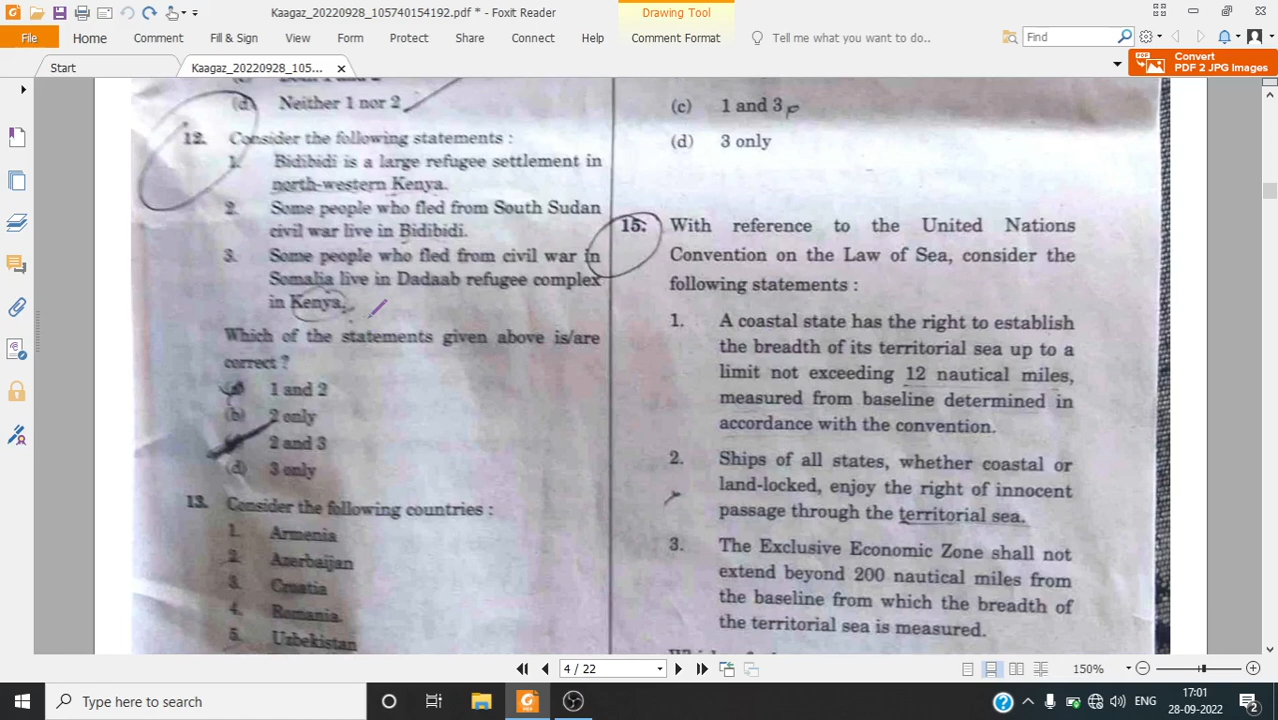 Kaagaz_20220928_105740154192.pdf * - Foxit Reader
Drawing Tool
File
Home
Comment
Fill & Sign
View
Form
Protect
Share
Connect
Help
Comment Format
Tell me what you want to do..
Find
Start
Kaagaz_20220928_105...
Convert
PDF 2 JPG Images
(d) Neither 1 nor 2
12. Consider the following statements :
1. Bidibidi is a large refugee settlement in
north-western Kenya.
2. Some people who fled from South Sudan
civil war live in Bidibidi.
3. Some people who fled from civil war in
Somalia live in Dadaab refugee complex
in Kenya.
Which of the statements given above is/are
correct ?
(a) 1 and 2
(b) 2 only
2 and 3
(d) 3 only
13. Consider the following countries :
1. Armenia
2. Azerbaijan
3. Croatia
4. Romania
5. Uzbekistan
(c) 1 and 3
(d) 3 only
15. With reference to the United Nations
Convention on the Law of Sea, consider the
following statements :
1. A coastal state has the right to establish
the breadth of its territorial sea up to a
limit not exceeding 12 nautical miles,
measured from baseline determined in
accordance with the convention.
2. Ships of all states, whether coastal or
land-locked, enjoy the right of innocent
passage through the territorial sea.
3. The Exclusive Economic Zone shall not
extend beyond 200 nautical miles from
the baseline from which the breadth of
the territorial sea is measured.
4 / 22
150%
Type here to search
ENG
17:01
28-09-2022
2